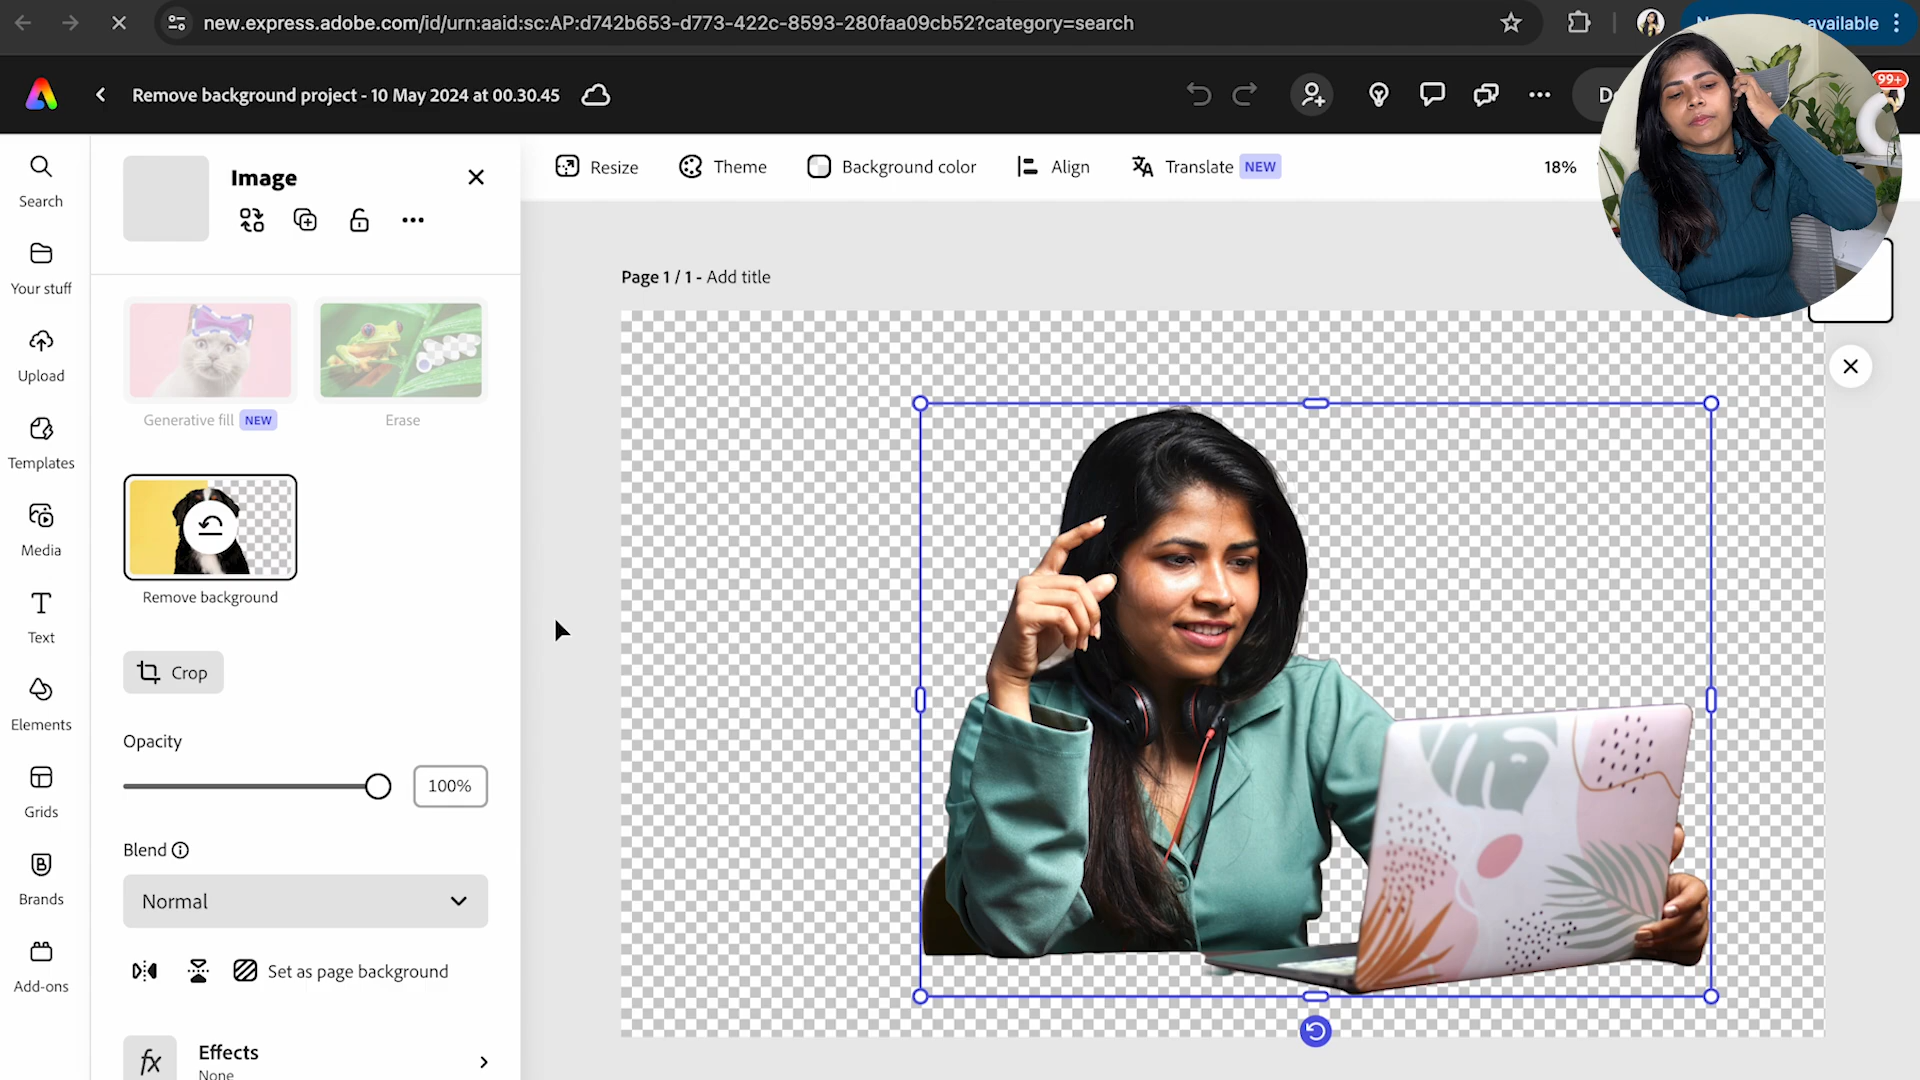 new.express.adobe.com/id/urn:aaid:sc:AP:d742b653-d773-422c-8593-280faa09cb52?category=search
available
Remove background project - 10 May 2024 at 00.30.45
99+
Search
Your stuff
Upload
Templates
Media
Text
Elements
Grids
Brands
Add-ons
Image
Generative fill NEW
Erase
Remove background
Crop
Opacity
100%
Blend
Normal
Set as page background
fx
Effects
None
Resize
Theme
Background color
Align
Translate NEW
18%
Page 1 / 1 - Add title